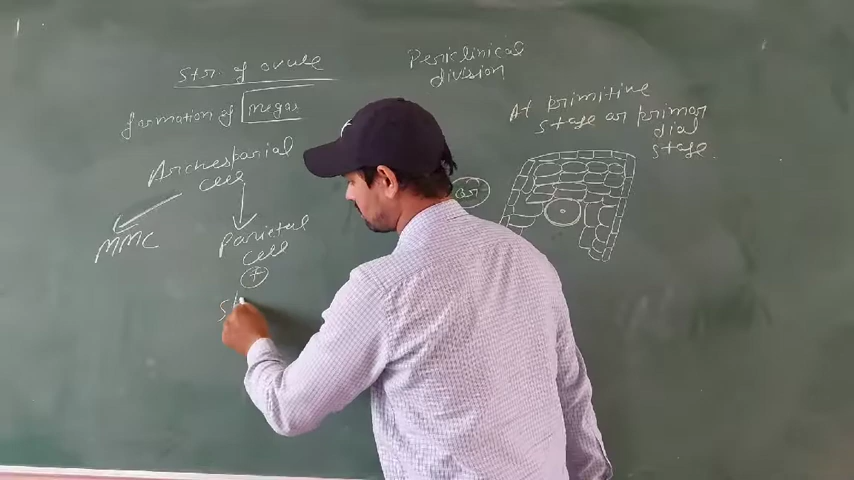 Str. of ovule
Periclinical
division
formation of megas
At primitive
stage or primor
dial
stage.
Archesporial
cell
MMC
parietal
cell
+
St